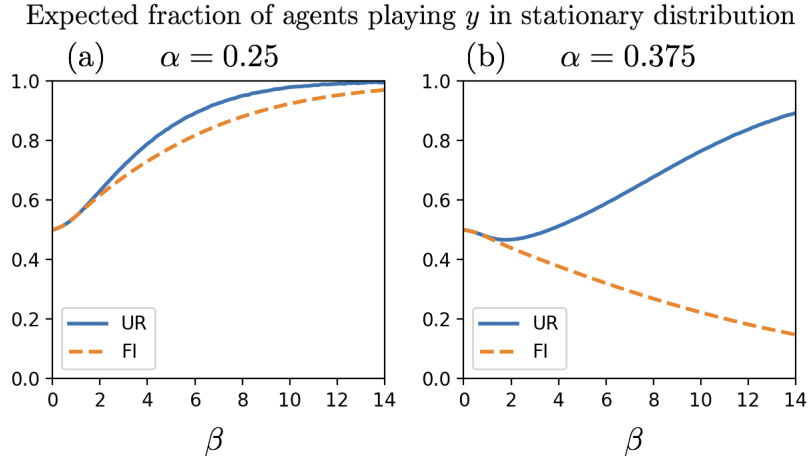 Expected fraction of agents playing y in stationary distribution
(a) α = 0.25
1.0
0.8
0.6
0.4
0.2
0.0
UR
FI
0 2 4 6 8 10 12 14
β
(b) α = 0.375
1.0
0.8
0.6
0.4
0.2
0.0
UR
FI
0 2 4 6 8 10 12 14
β